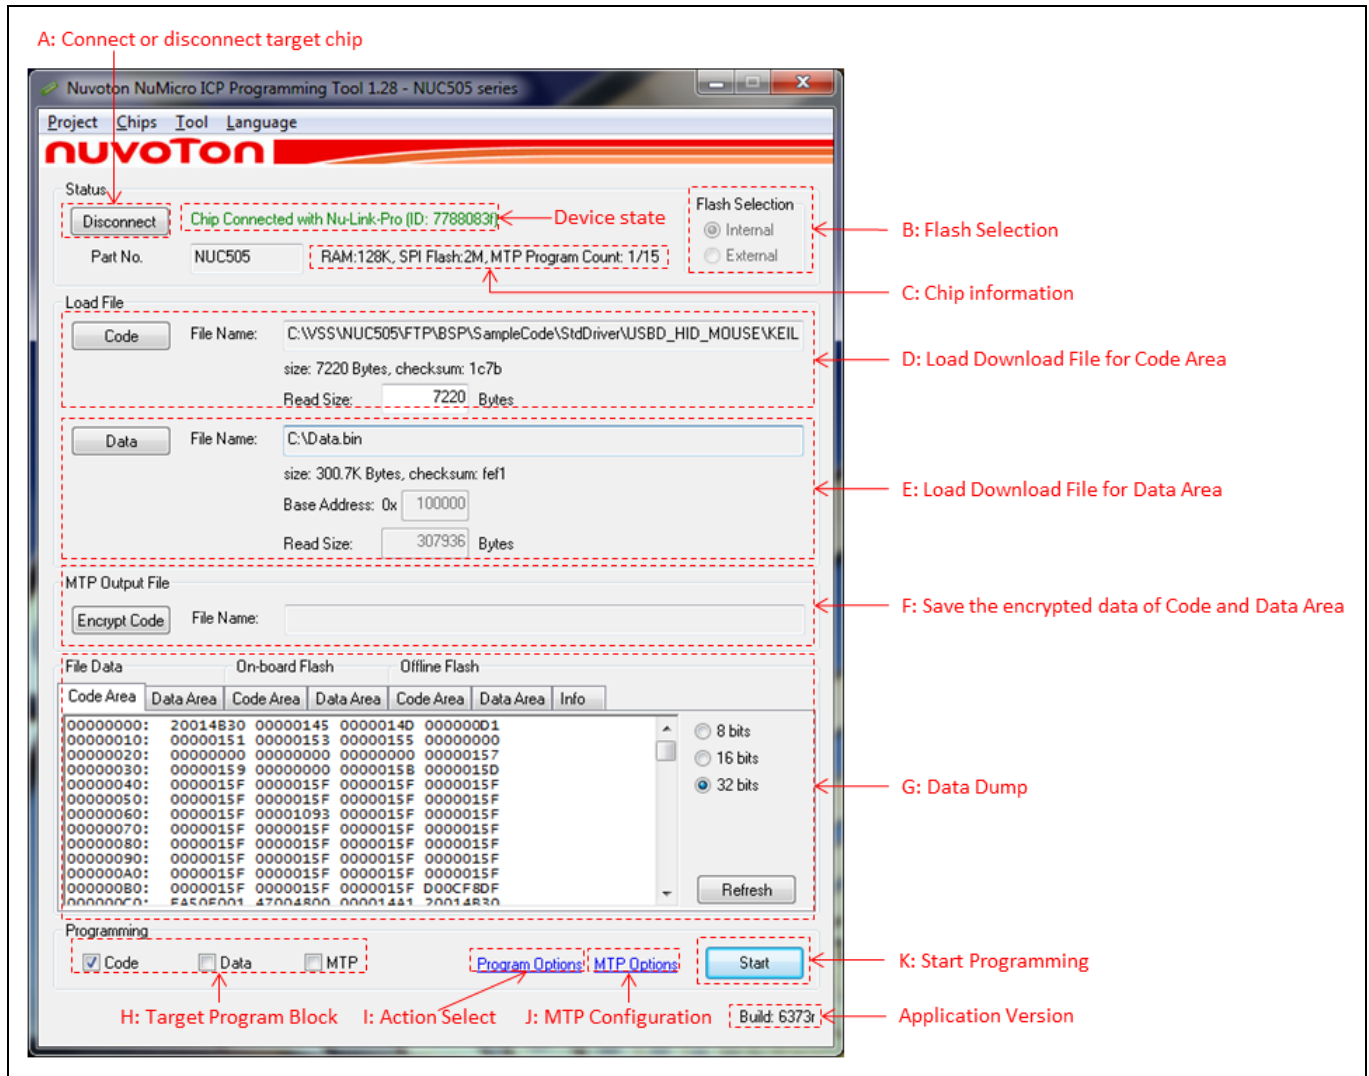 A: Connect or disconnect target chip
Nuvoton NuMicro ICP Programming Tool 1.28 - NUC505 series
Project Chips Tool Language
nuvoTon
Status
Disconnect Chip Connected with Nu-Link-Pro (ID: 7788083f) Device state
Flash Selection
Internal
External
B: Flash Selection
Part No. NUC505 RAM:128K, SPI Flash:2M, MTP Program Count: 1/15
C: Chip information
Load File
Code File Name: C:\VSS\NUC505\FTP\BSP\SampleCode\StdDriver\USBD_HID_MOUSE\KEIL
size: 7220 Bytes, checksum: 1c7b
Read Size: 7220 Bytes
D: Load Download File for Code Area
Data File Name: C:\Data.bin
size: 300.7K Bytes, checksum: fef1
Base Address: 0x 100000
Read Size: 307936 Bytes
E: Load Download File for Data Area
MTP Output File
Encrypt Code File Name:
F: Save the encrypted data of Code and Data Area
File Data On-board Flash Offline Flash
Code Area Data Area Code Area Data Area Code Area Data Area Info
00000000: 20014B30 00000145 0000014D 000000D1
00000010: 00000151 00000153 00000155 00000000
00000020: 00000000 00000000 00000000 00000157
00000030: 00000159 00000000 0000015B 0000015D
00000040: 0000015F 0000015F 0000015F 0000015F
00000050: 0000015F 0000015F 0000015F 0000015F
00000060: 0000015F 00001093 0000015F 0000015F
00000070: 0000015F 0000015F 0000015F 0000015F
00000080: 0000015F 0000015F 0000015F 0000015F
00000090: 0000015F 0000015F 0000015F 0000015F
000000A0: 0000015F 0000015F 0000015F 0000015F
000000B0: 0000015F 0000015F 0000015F D00CF8DF
000000C0: FA50F001 47004800 000014A1 20014B30
8 bits
16 bits
32 bits
Refresh
G: Data Dump
Programming
Code Data MTP Program Options MTP Options Start
K: Start Programming
H: Target Program Block I: Action Select J: MTP Configuration Build: 6373r Application Version